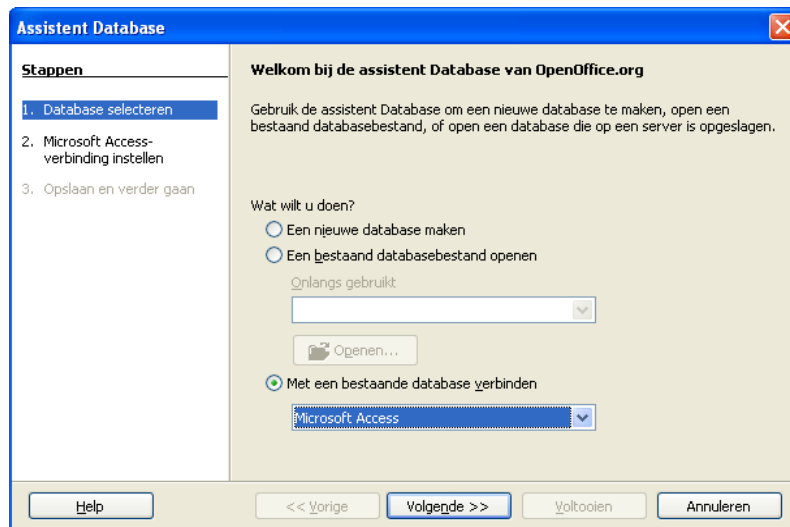 Assistent Database
Stappen
1. Database selecteren
2. Microsoft Access-
verbinding instellen
3. Opslaan en verder gaan
Welkom bij de assistent Database van OpenOffice.org
Gebruik de assistent Database om een nieuwe database te maken, open een
bestaand databasebestand, of open een database die op een server is opgeslagen.
Wat wilt u doen?
Een nieuwe database maken
Een bestaand databasebestand openen
Onlangs gebruikt
Openen...
Met een bestaande database verbinden
Microsoft Access
Help
<< Vorige
Volgende >>
Voltooien
Annuleren